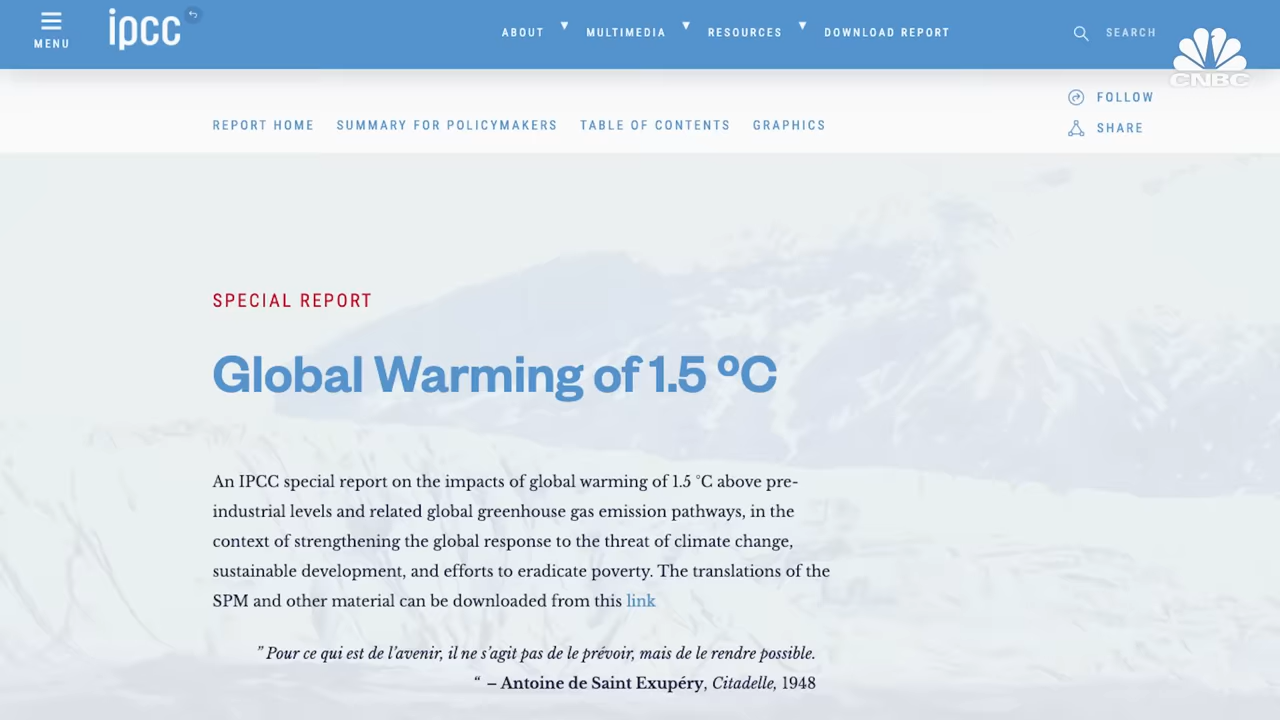 MENU
ipcc
ABOUT ▼ MULTIMEDIA ▼ RESOURCES ▼ DOWNLOAD REPORT
SEARCH
CNBC
FOLLOW
SHARE
REPORT HOME SUMMARY FOR POLICYMAKERS TABLE OF CONTENTS GRAPHICS
SPECIAL REPORT
Global Warming of 1.5 ºC
An IPCC special report on the impacts of global warming of 1.5 °C above pre-
industrial levels and related global greenhouse gas emission pathways, in the
context of strengthening the global response to the threat of climate change,
sustainable development, and efforts to eradicate poverty. The translations of the
SPM and other material can be downloaded from this link
” Pour ce qui est de l’avenir, il ne s’agit pas de le prévoir, mais de le rendre possible.
“ – Antoine de Saint Exupéry, Citadelle, 1948